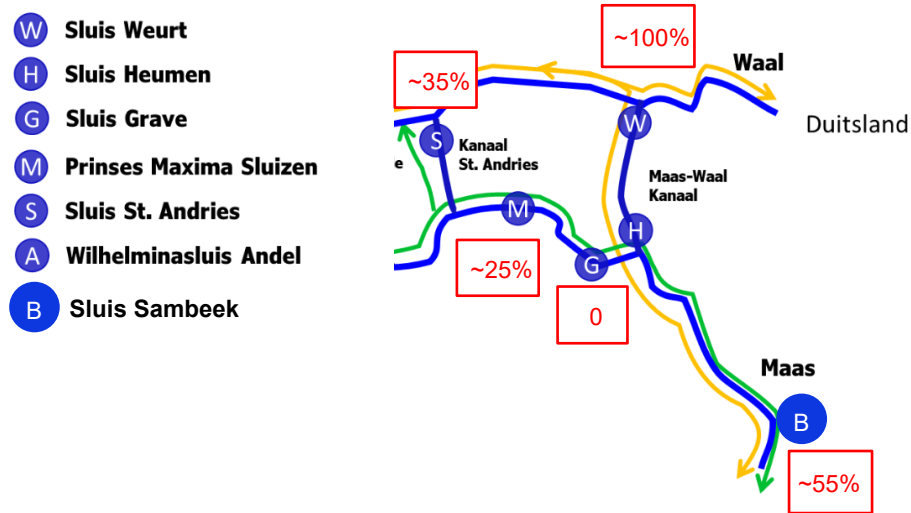 W Sluis Weurt
H Sluis Heumen
G Sluis Grave
M Prinses Maxima Sluizen
S Sluis St. Andries
A Wilhelminasluis Andel
B Sluis Sambeek
~100%
Waal
~35%
W
Duitsland
S
Kanaal
St. Andries
e
Maas-Waal
Kanaal
M
H
G
~25%
0
Maas
B
~55%